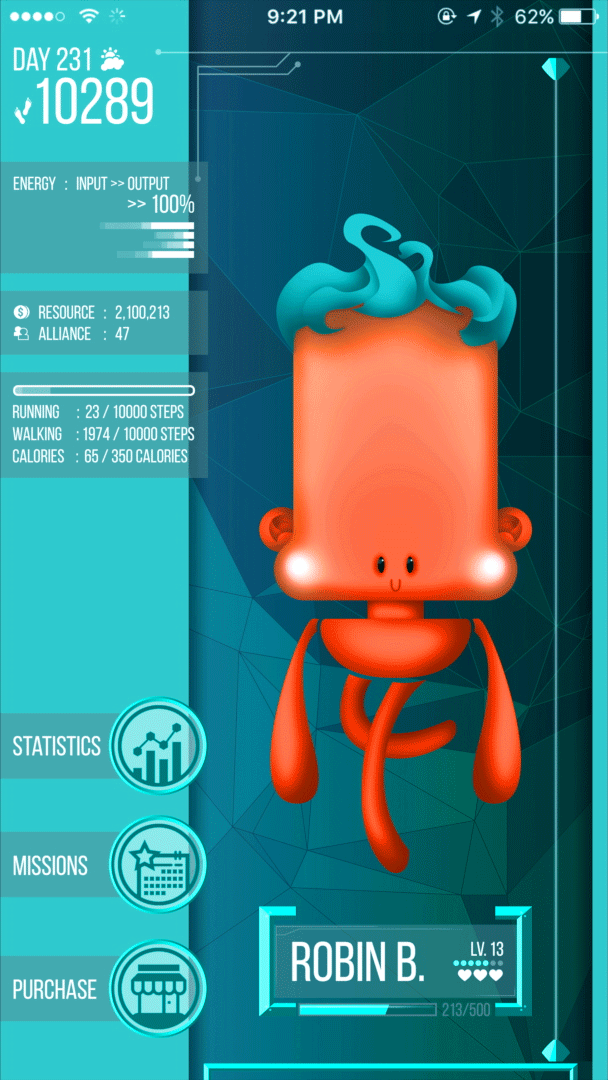 9:21 PM
62%
DAY 231
10289
ENERGY : INPUT >> OUTPUT
>> 100%
RESOURCE : 2,100,213
ALLIANCE : 47
RUNNING : 23 / 10000 STEPS
WALKING : 1974 / 10000 STEPS
CALORIES : 65 / 350 CALORIES
STATISTICS
MISSIONS
PURCHASE
ROBIN B.
LV. 13
213/500